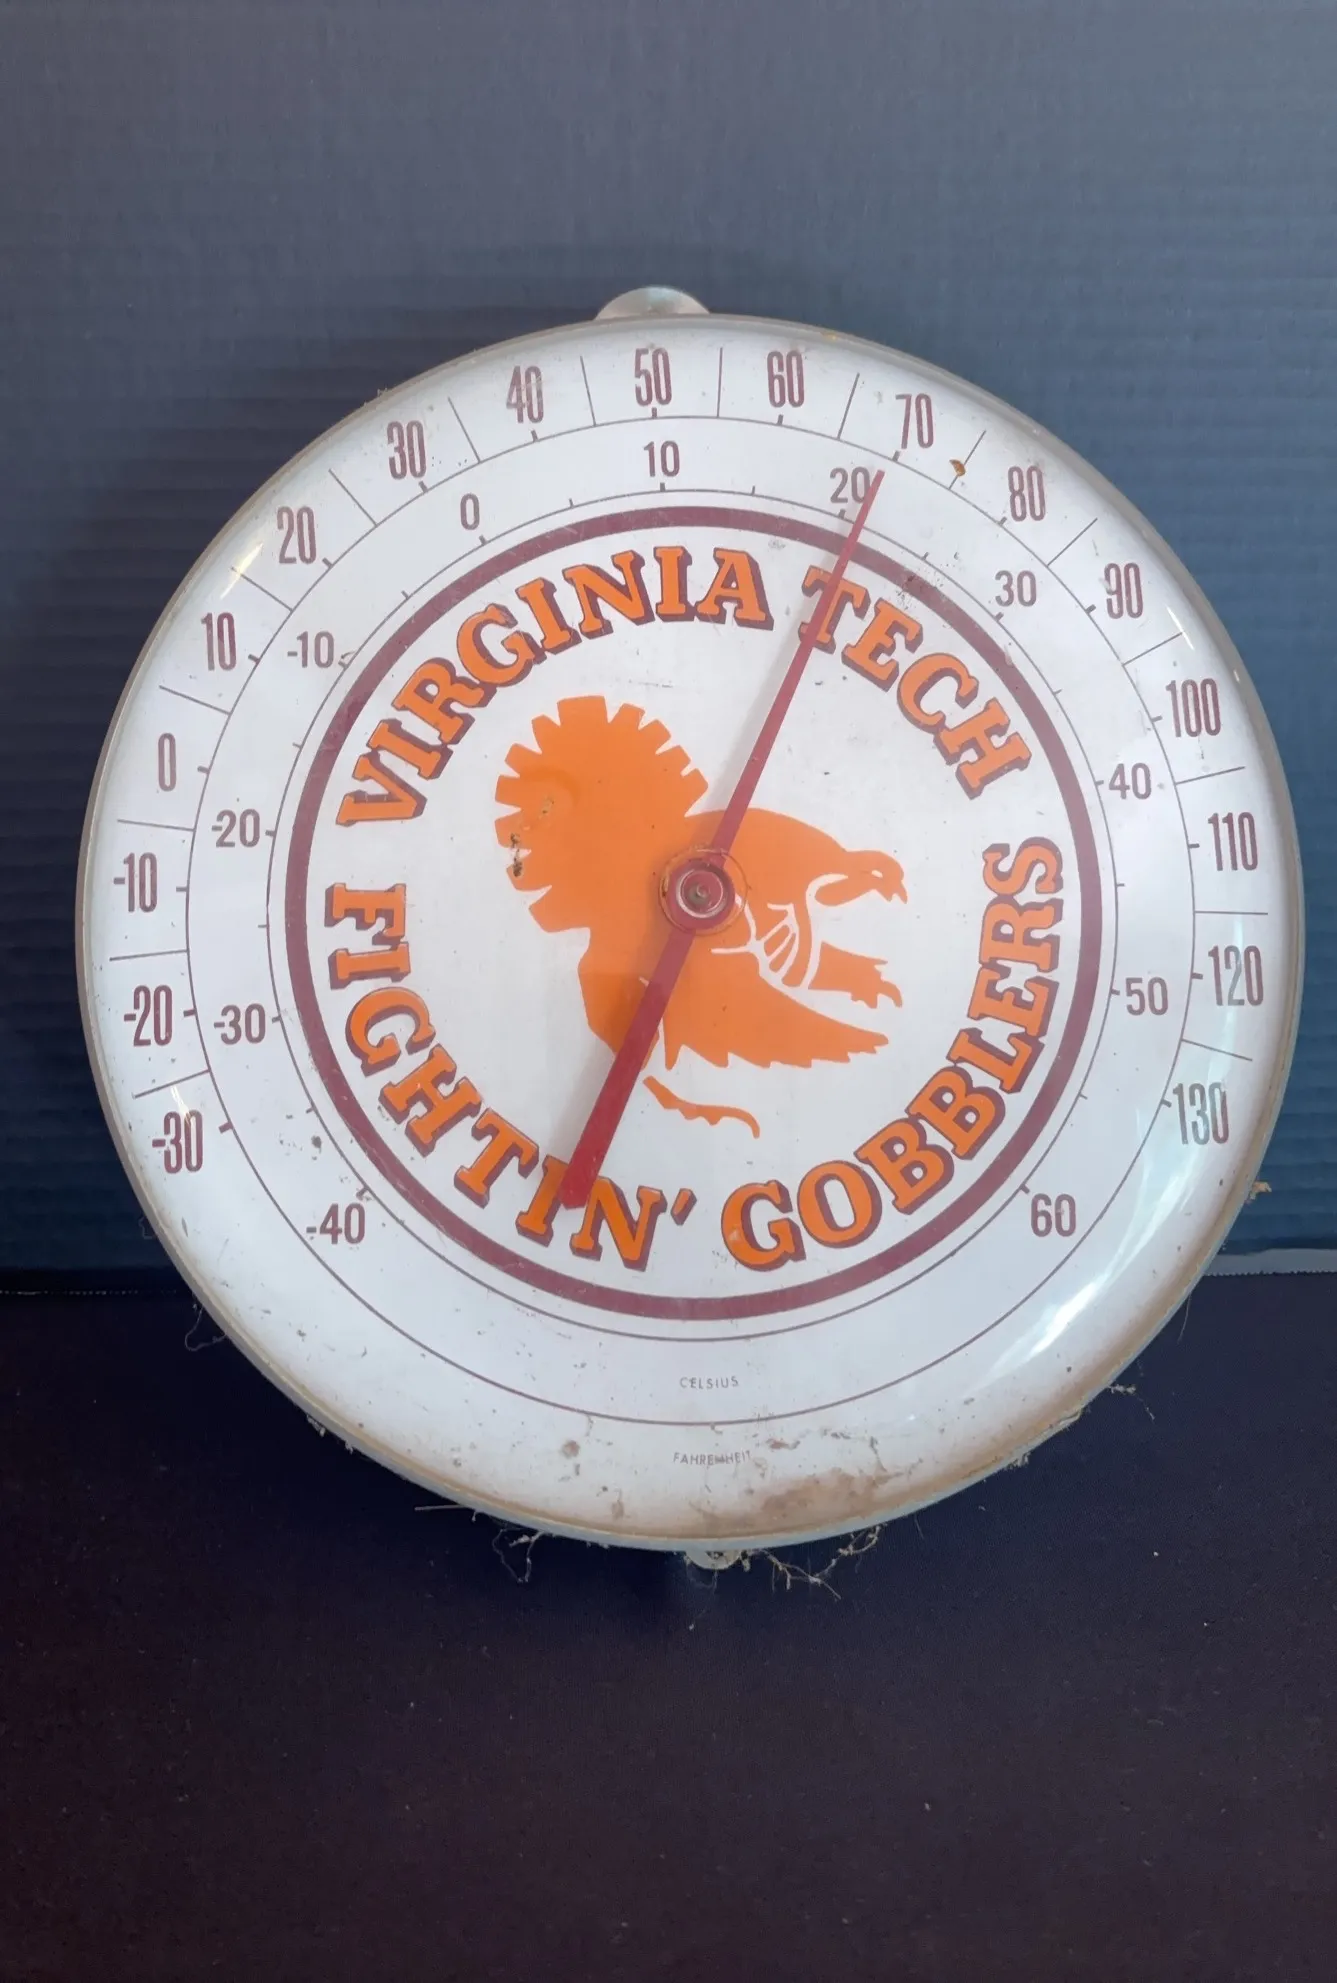 VIRGINIA TECH
FIGHTIN' GOBBLERS
-30 -20 -10 0 10 20 30 40 50 60 70 80 90 100 110 120 130
-40 -30 -20 -10 0 10 20 30 40 50 60
CELSIUS
FAHRENHEIT